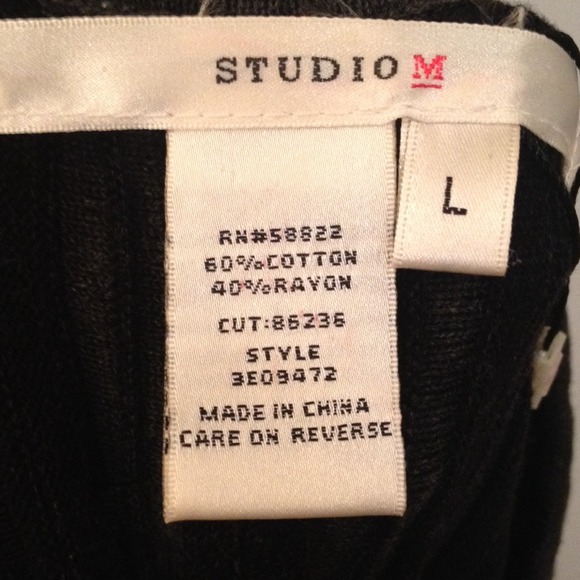 STUDIO M
L
RN#58822
60%COTTON
40%RAYON
CUT:86236
STYLE
3E09472
MADE IN CHINA
CARE ON REVERSE